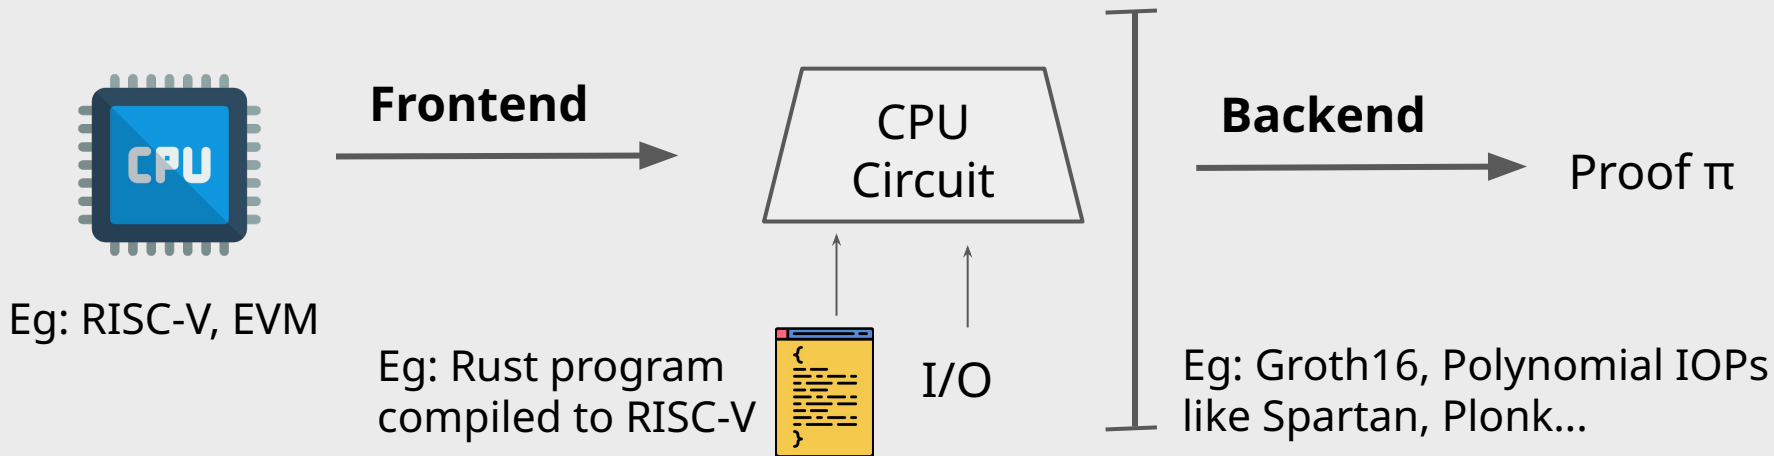 CPU
Eg: RISC-V, EVM
Frontend
CPU
Circuit
Eg: Rust program
compiled to RISC-V
{
}
I/O
Backend
Proof π
Eg: Groth16, Polynomial IOPs
like Spartan, Plonk...